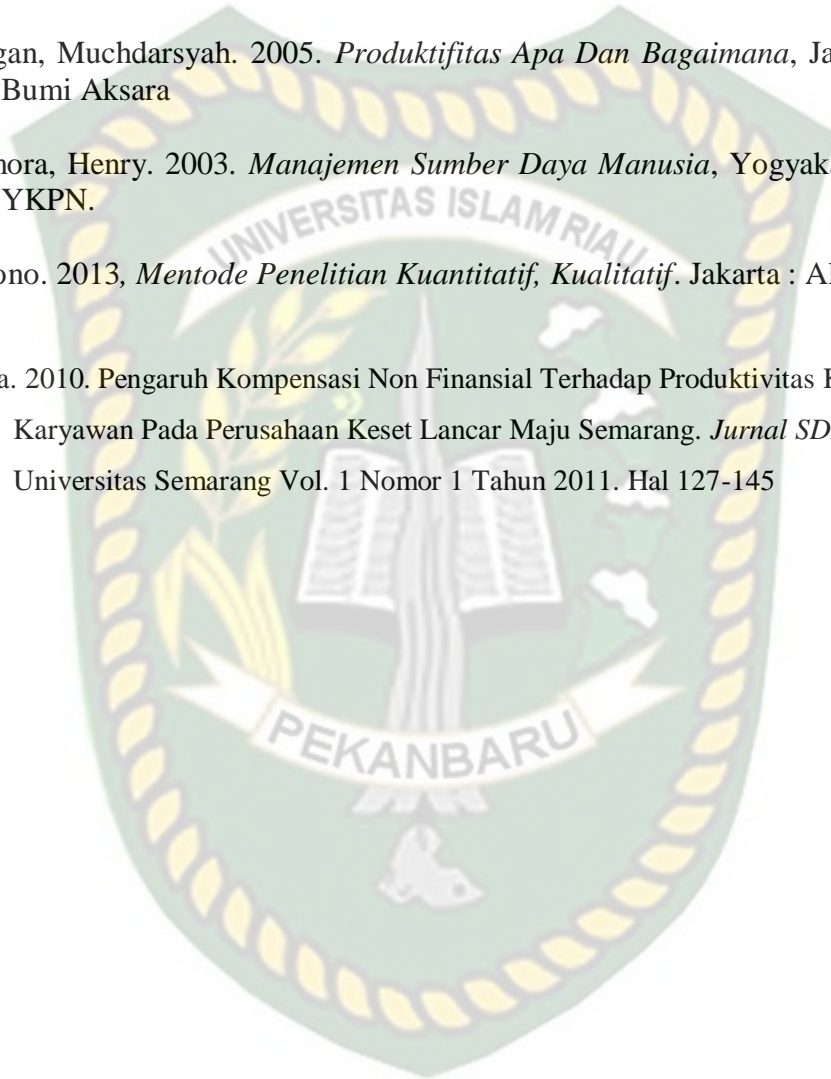 gan, Muchdarsyah. 2005. Produktifitas Apa Dan Bagaimana, Ja
Bumi Aksara
nora, Henry. 2003. Manajemen Sumber Daya Manusia, Yogyak
YKPN.
UNIVERSITAS ISLAM RIAU
ono. 2013, Mentode Penelitian Kuantitatif, Kualitatif. Jakarta : Al
a. 2010. Pengaruh Kompensasi Non Finansial Terhadap Produktivitas K
Karyawan Pada Perusahaan Keset Lancar Maju Semarang. Jurnal SD
Universitas Semarang Vol. 1 Nomor 1 Tahun 2011. Hal 127-145
PEKANBARU